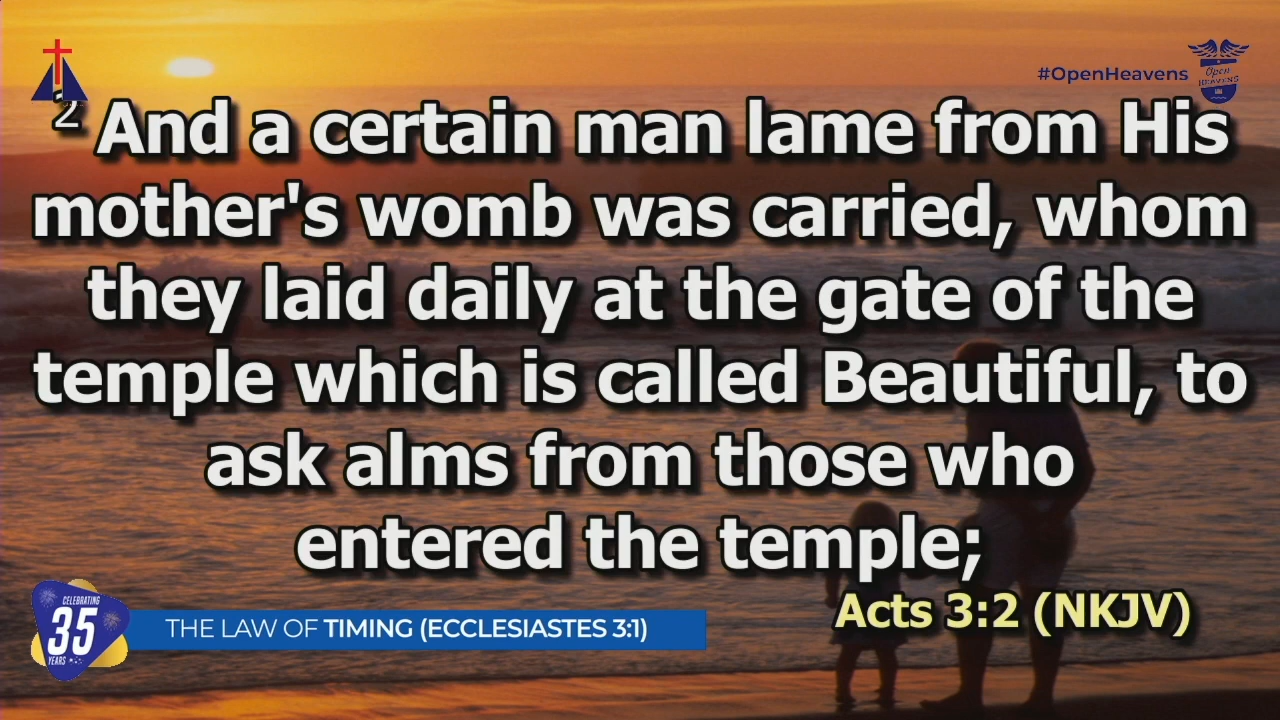 #OpenHeavens
Open
HEAVENS
2 And a certain man lame from His
mother's womb was carried, whom
they laid daily at the gate of the
temple which is called Beautiful, to
ask alms from those who
entered the temple;
Acts 3:2 (NKJV)
CELEBRATING
35
YEARS
THE LAW OF TIMING (ECCLESIASTES 3:1)